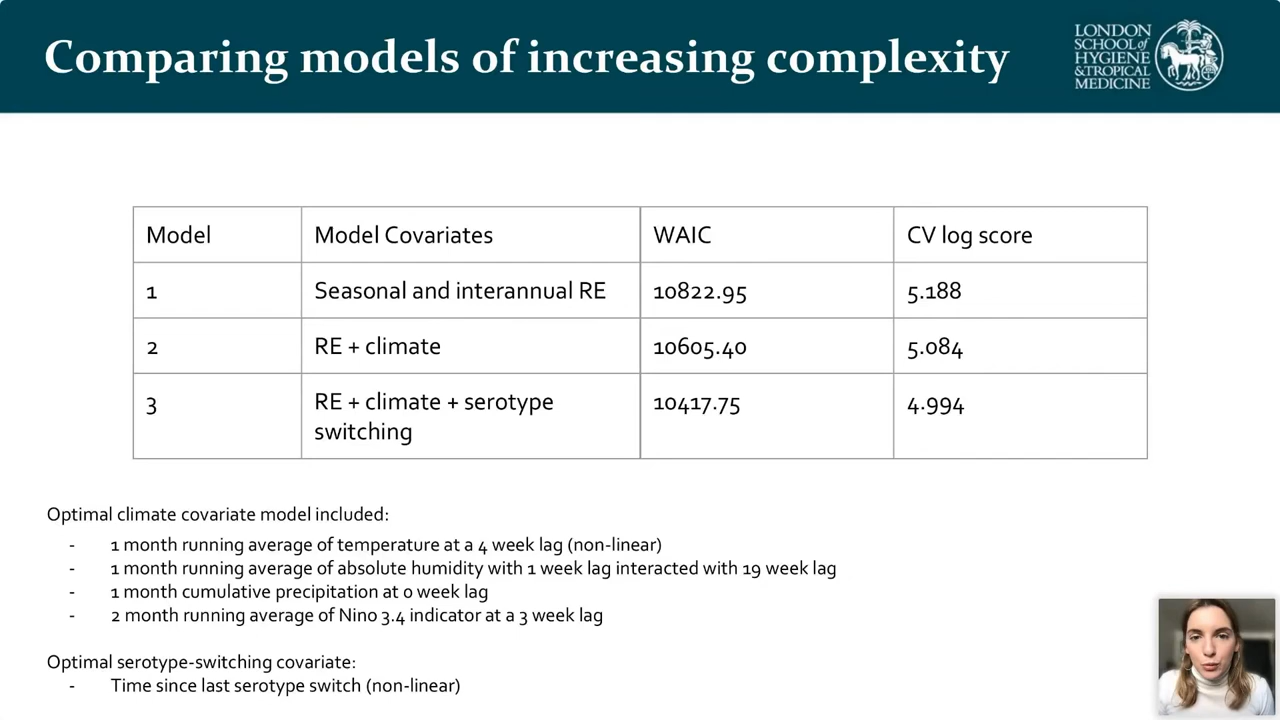 Comparing models of increasing complexity
LONDON
SCHOOL of
HYGIENE
& TROPICAL
MEDICINE
Model Model Covariates WAIC CV log score
1 Seasonal and interannual RE 10822.95 5.188
2 RE + climate 10605.40 5.084
3 RE + climate + serotype 10417.75 4.994
switching
Optimal climate covariate model included:
- 1 month running average of temperature at a 4 week lag (non-linear)
- 1 month running average of absolute humidity with 1 week lag interacted with 19 week lag
- 1 month cumulative precipitation at 0 week lag
- 2 month running average of Nino 3.4 indicator at a 3 week lag
Optimal serotype-switching covariate:
- Time since last serotype switch (non-linear)